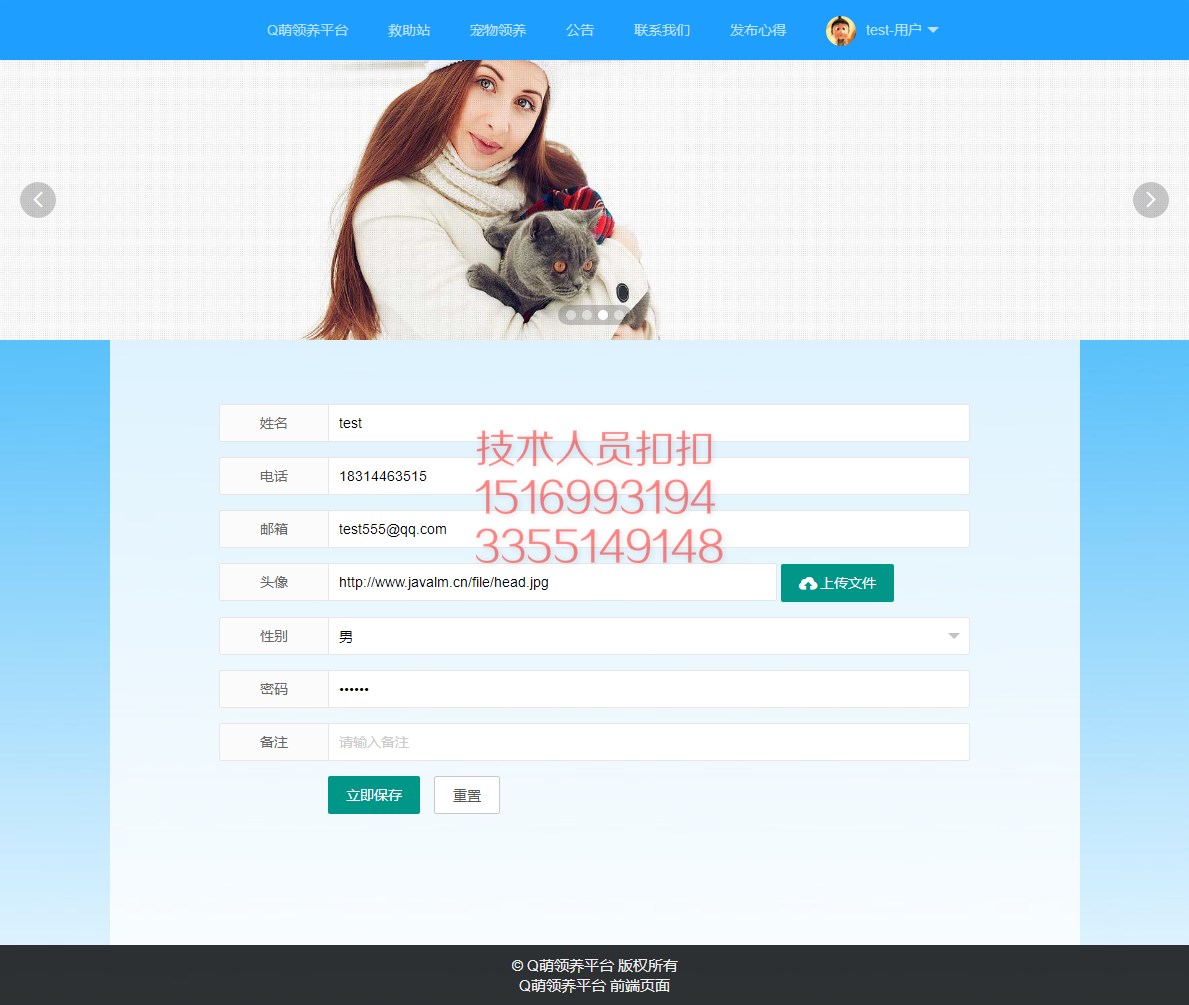 Q萌领养平台 救助站 宠物领养 公告 联系我们 发布心得 test-用户
姓名 test
技术人员扣扣
电话 18314463515
1516993194
邮箱 test555@qq.com
3355149148
头像 http://www.javalm.cn/file/head.jpg 上传文件
性别 男
密码 ••••••
备注 请输入备注
立即保存 重置
© Q萌领养平台 版权所有
Q萌领养平台 前端页面